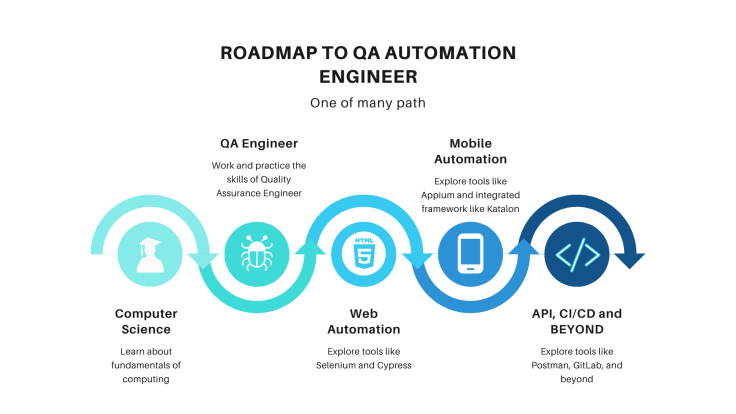 ROADMAP TO QA AUTOMATION
ENGINEER
One of many path
Computer
Science
Learn about
fundamentals of
computing
QA Engineer
Work and practice the
skills of Quality
Assurance Engineer
HTML
5
Web
Automation
Explore tools like
Selenium and Cypress
Mobile
Automation
Explore tools like
Appium and integrated
framework like Katalon
</>
API, CI/CD and
BEYOND
Explore tools like
Postman, GitLab, and
beyond